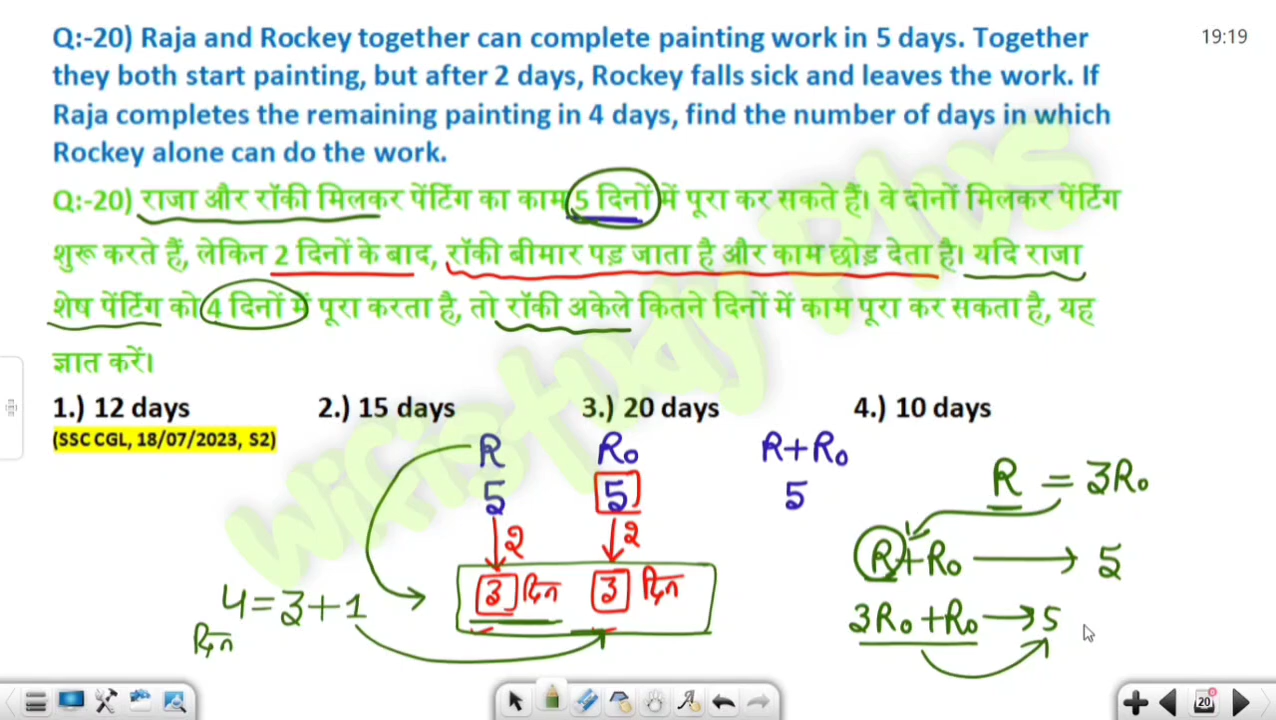 Q:-20) Raja and Rockey together can complete painting work in 5 days. Together
19:19
they both start painting, but after 2 days, Rockey falls sick and leaves the work. If
Raja completes the remaining painting in 4 days, find the number of days in which
Rockey alone can do the work.
Q:-20) राजा और रॉकी मिलकर पेंटिंग का काम 5 दिनों में पूरा कर सकते हैं। वे दोनों मिलकर पेंटिंग
शुरू करते हैं, लेकिन 2 दिनों के बाद, रॉकी बीमार पड़ जाता है और काम छोड़ देता है। यदि राजा
शेष पेंटिंग को 4 दिनों में पूरा करता है, तो रॉकी अकेले कितने दिनों में काम पूरा कर सकता है, यह
ज्ञात करें।
Wifistudy Plus
1.) 12 days 2.) 15 days 3.) 20 days 4.) 10 days
(SSC CGL, 18/07/2023, S2)
R Ro R+Ro
5 5 5
R = 3Ro
2 2
R+Ro 5
3 दिन 3 दिन
4=3+1
3Ro+Ro 5
दिन
20